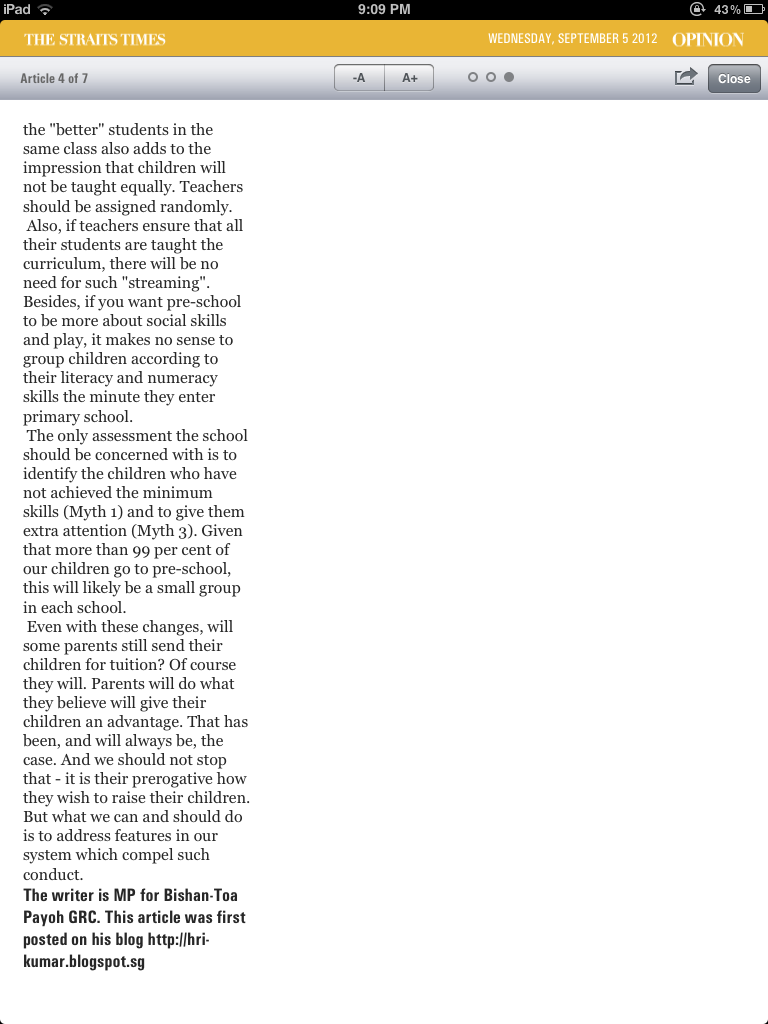 iPad
9:09 PM
43%
THE STRAITS TIMES
WEDNESDAY, SEPTEMBER 5 2012 OPINION
Article 4 of 7
-A
A+
Close
the "better" students in the
same class also adds to the
impression that children will
not be taught equally. Teachers
should be assigned randomly.
Also, if teachers ensure that all
their students are taught the
curriculum, there will be no
need for such "streaming".
Besides, if you want pre-school
to be more about social skills
and play, it makes no sense to
group children according to
their literacy and numeracy
skills the minute they enter
primary school.
The only assessment the school
should be concerned with is to
identify the children who have
not achieved the minimum
skills (Myth 1) and to give them
extra attention (Myth 3). Given
that more than 99 per cent of
our children go to pre-school,
this will likely be a small group
in each school.
Even with these changes, will
some parents still send their
children for tuition? Of course
they will. Parents will do what
they believe will give their
children an advantage. That has
been, and will always be, the
case. And we should not stop
that - it is their prerogative how
they wish to raise their children.
But what we can and should do
is to address features in our
system which compel such
conduct.
The writer is MP for Bishan-Toa
Payoh GRC. This article was first
posted on his blog http://hri-
kumar.blogspot.sg